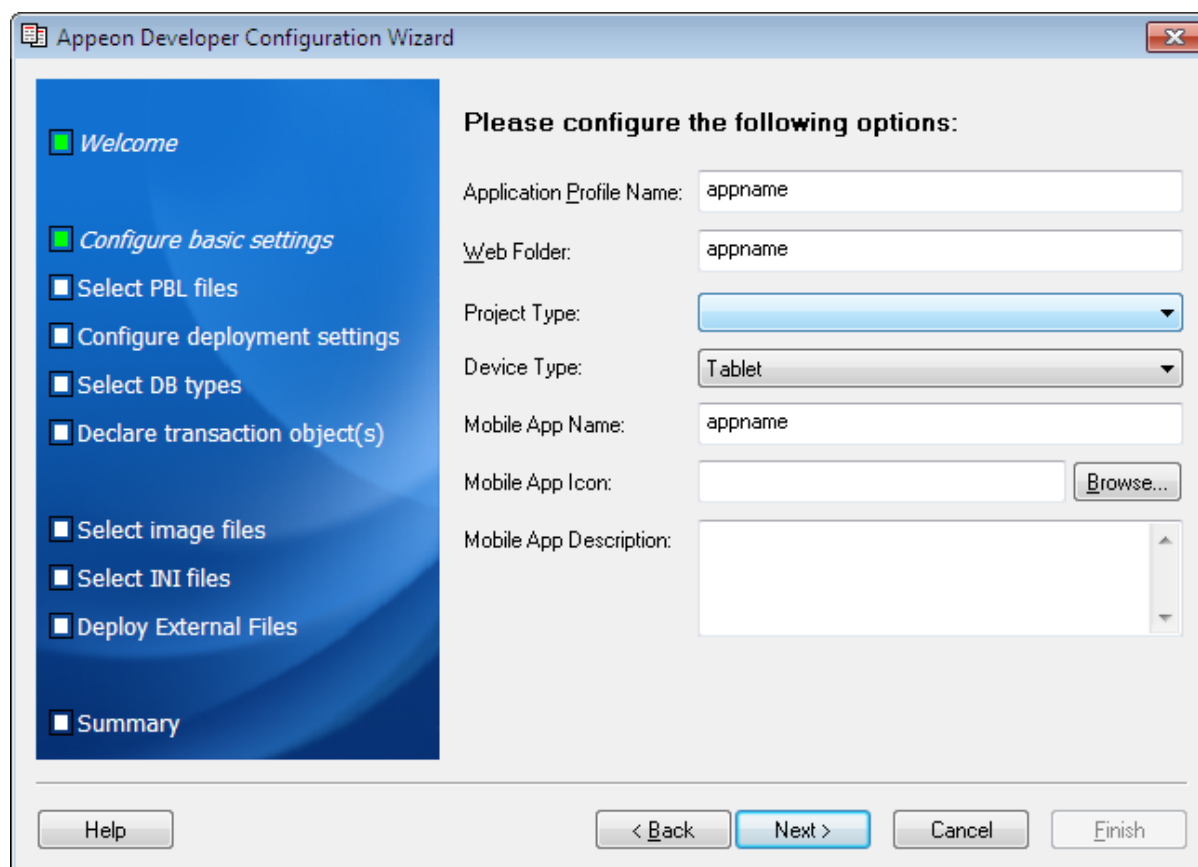 Appeon Developer Configuration Wizard
Welcome
Configure basic settings
Select PBL files
Configure deployment settings
Select DB types
Declare transaction object(s)
Select image files
Select INI files
Deploy External Files
Summary
Please configure the following options:
Application Profile Name: appname
Web Folder: appname
Project Type:
Device Type: Tablet
Mobile App Name: appname
Mobile App Icon: Browse...
Mobile App Description:
Help < Back Next > Cancel Finish